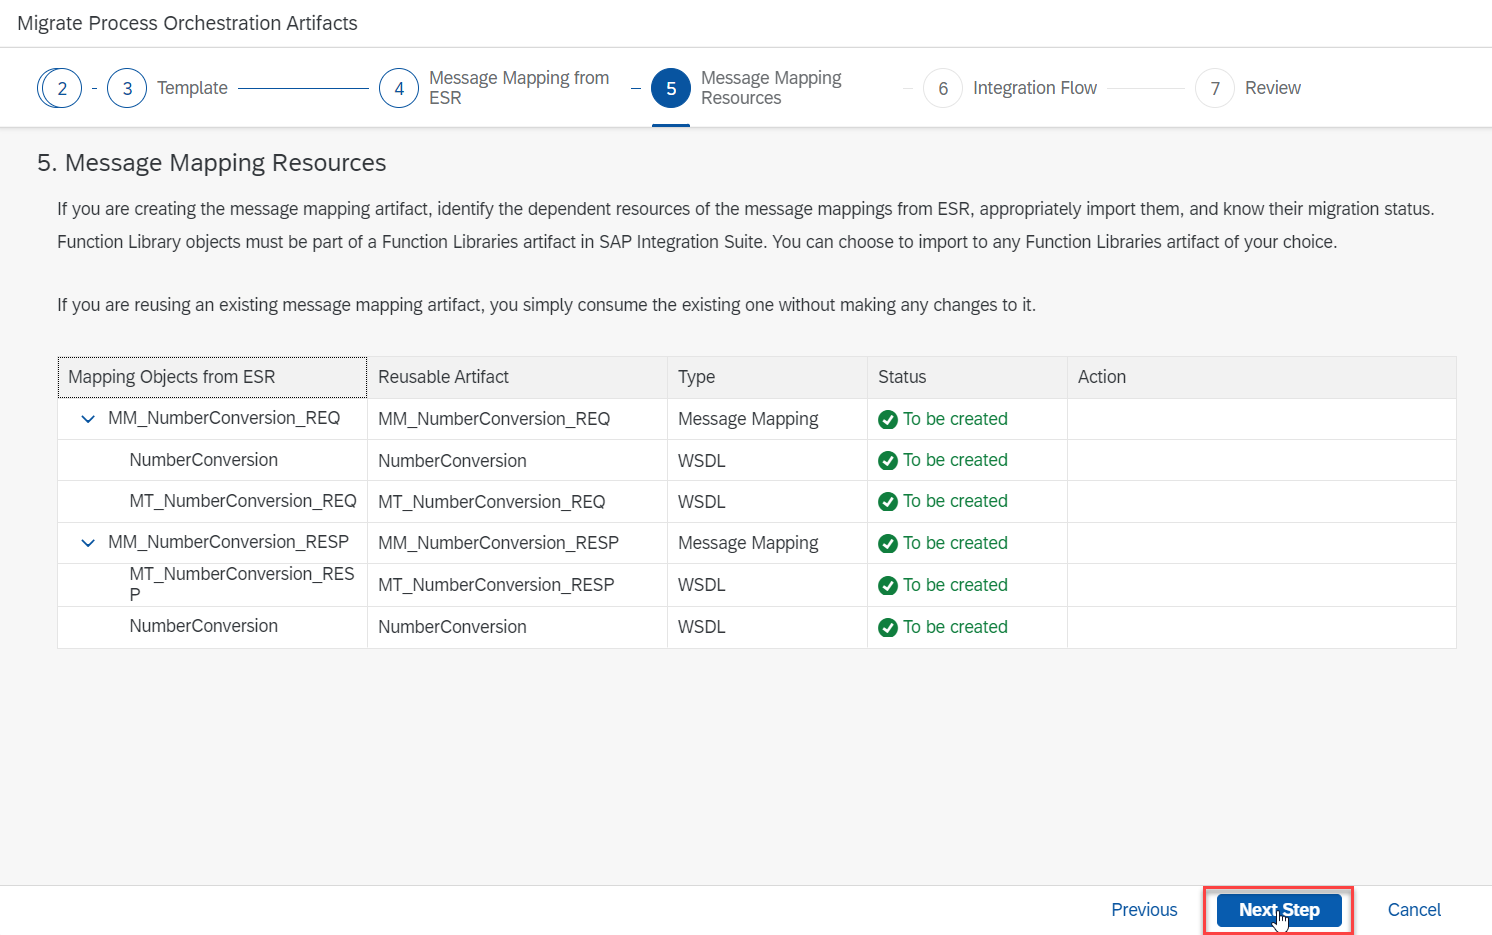 Migrate Process Orchestration Artifacts
2
3
Template
4
Message Mapping from
ESR
5
Message Mapping
Resources
6
Integration Flow
7
Review
5. Message Mapping Resources
If you are creating the message mapping artifact, identify the dependent resources of the message mappings from ESR, appropriately import them, and know their migration status.
Function Library objects must be part of a Function Libraries artifact in SAP Integration Suite. You can choose to import to any Function Libraries artifact of your choice.
If you are reusing an existing message mapping artifact, you simply consume the existing one without making any changes to it.
Mapping Objects from ESR Reusable Artifact Type Status Action
MM_NumberConversion_REQ MM_NumberConversion_REQ Message Mapping To be created
NumberConversion NumberConversion WSDL To be created
MT_NumberConversion_REQ MT_NumberConversion_REQ WSDL To be created
MM_NumberConversion_RESP MM_NumberConversion_RESP Message Mapping To be created
MT_NumberConversion_RES
P
MT_NumberConversion_RESP WSDL To be created
NumberConversion NumberConversion WSDL To be created
Previous Next Step Cancel